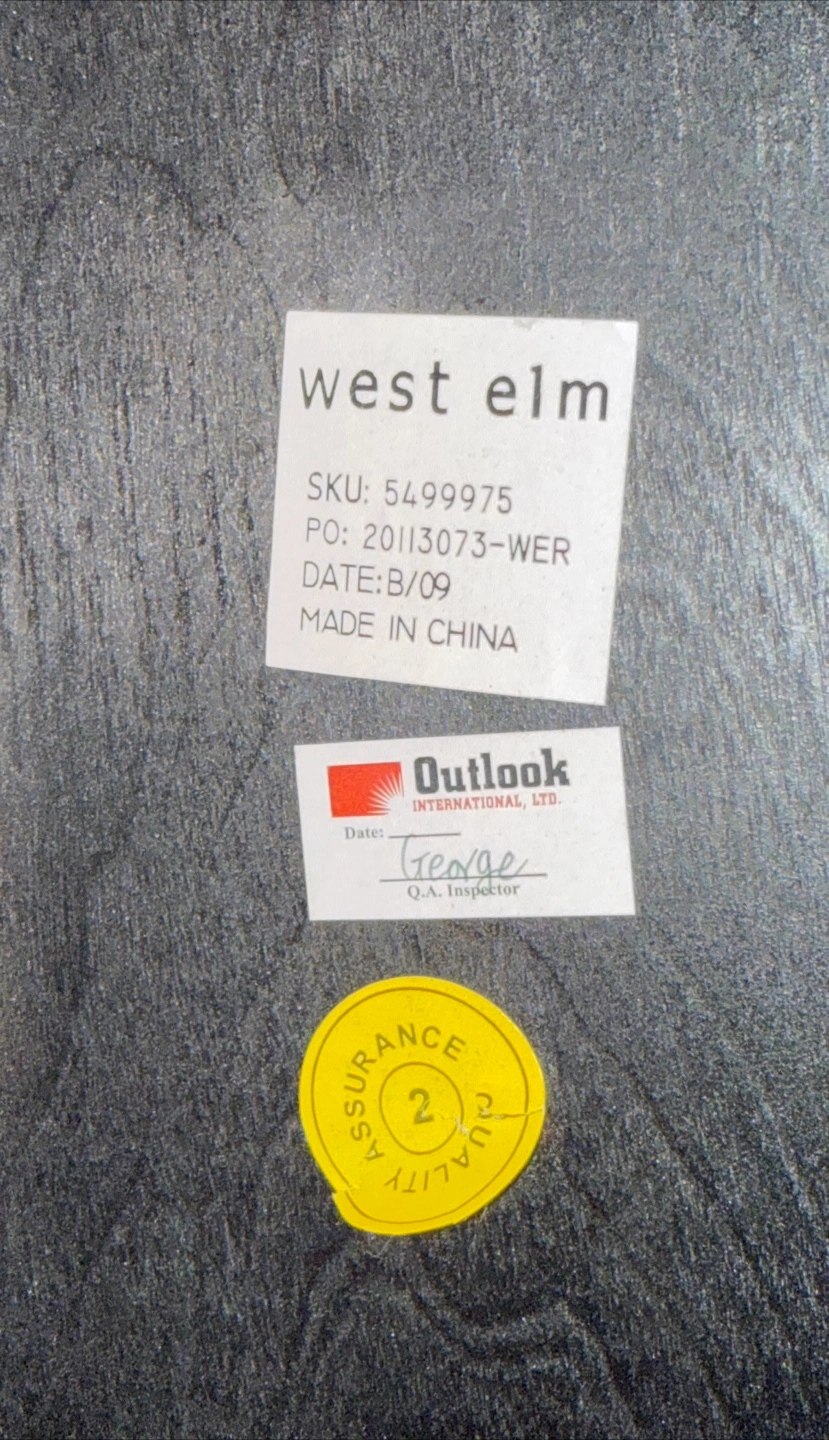 west elm
SKU: 5499975
PO: 20113073-WER
DATE:B/09
MADE IN CHINA
Outlook
INTERNATIONAL, LTD.
Date:
George
Q.A. Inspector
QUALITY ASSURANCE
2